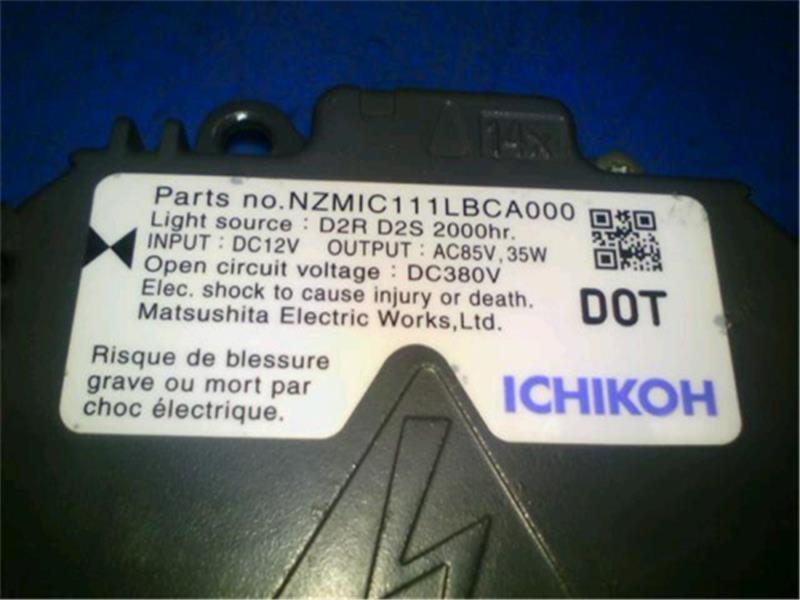 14x
Parts no.NZMIC111LBCA000
Light source : D2R D2S 2000hr.
INPUT : DC12V OUTPUT : AC85V, 35W
Open circuit voltage : DC380V
Elec. shock to cause injury or death.
Matsushita Electric Works,Ltd.
DOT
Risque de blessure
grave ou mort par
choc électrique.
ICHIKOH